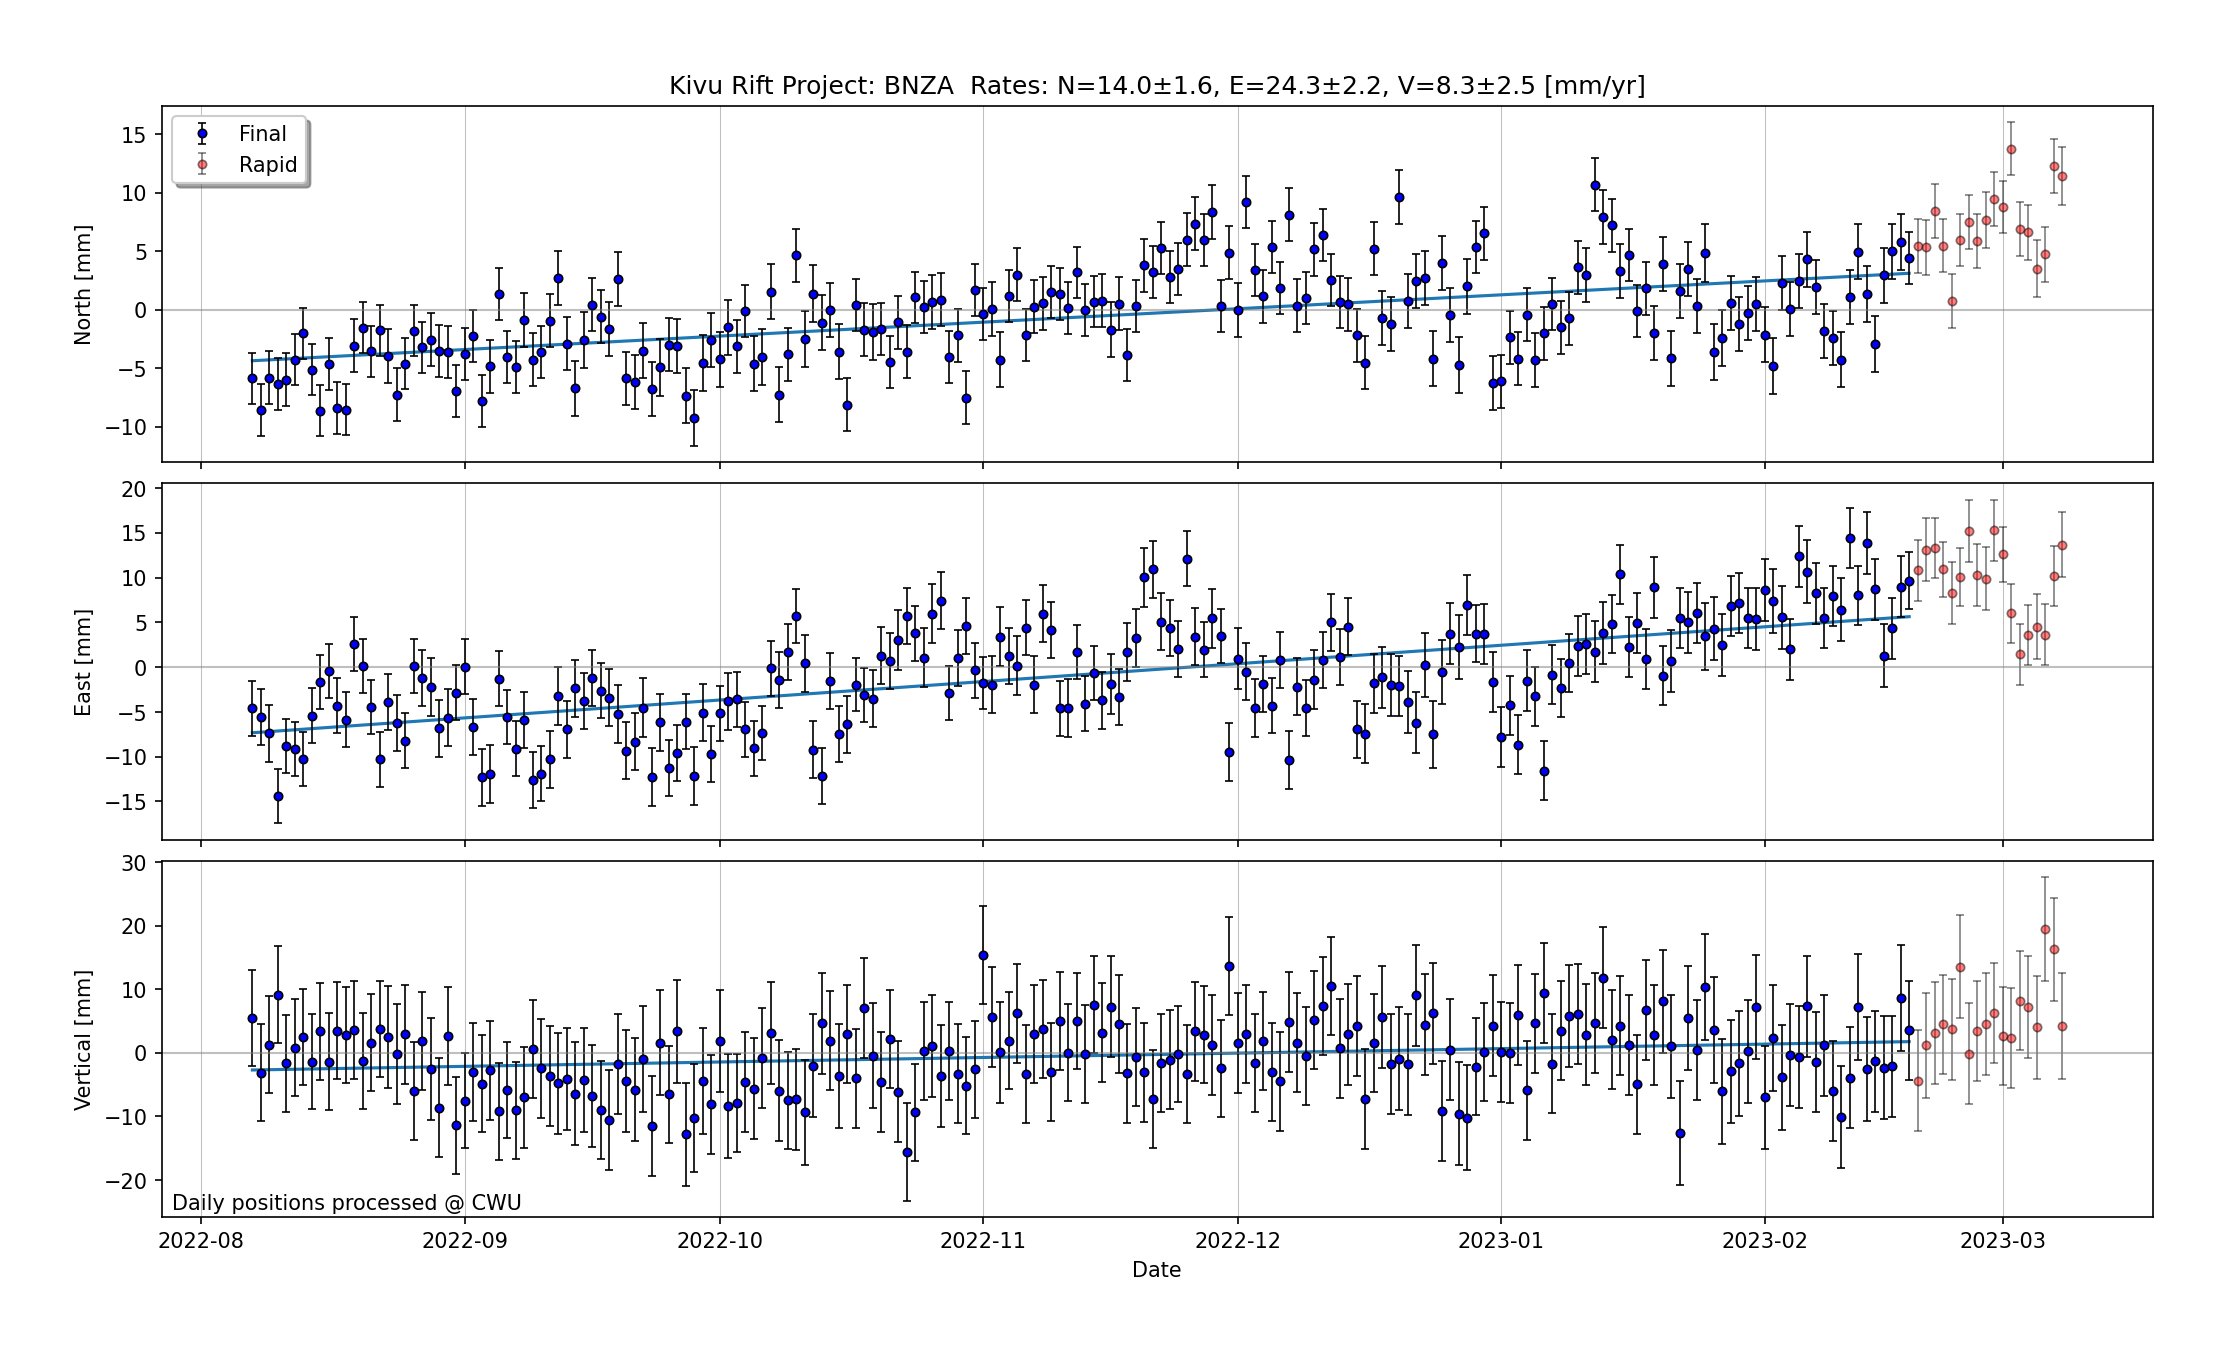 Kivu Rift Project: BNZA  Rates: N=14.0±1.6, E=24.3±2.2, V=8.3±2.5 [mm/yr]
Final
Rapid
North [mm]
15
10
5
0
−5
−10
East [mm]
20
15
10
5
0
−5
−10
−15
Vertical [mm]
30
20
10
0
−10
−20
Daily positions processed @ CWU
2022-08 2022-09 2022-10 2022-11 2022-12 2023-01 2023-02 2023-03
Date